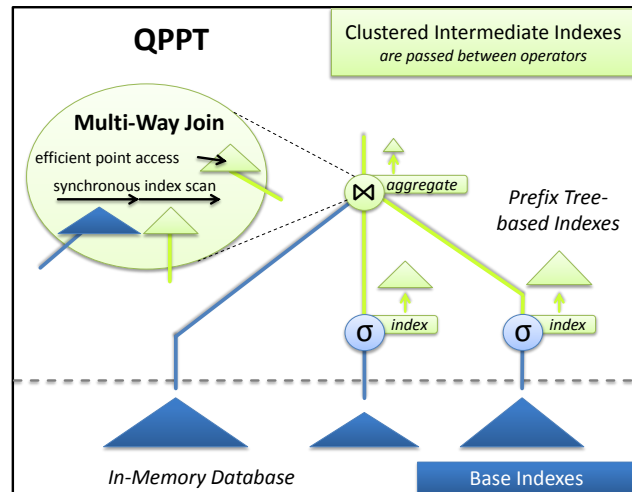 QPPT
Clustered Intermediate Indexes
are passed between operators
Multi-Way Join
efficient point access
synchronous index scan
⋈
aggregate
Prefix Tree-
based Indexes
σ
index
σ
index
In-Memory Database
Base Indexes